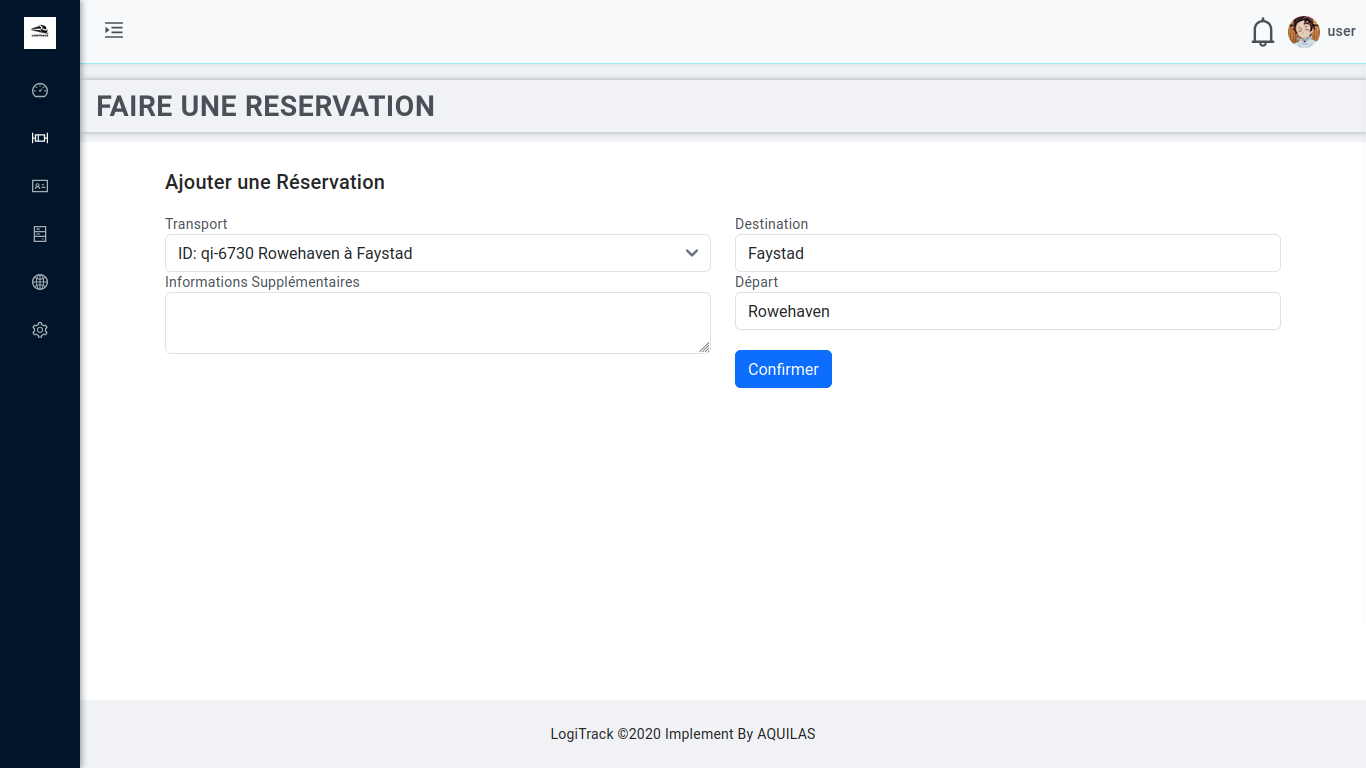 user
FAIRE UNE RESERVATION
Ajouter une Réservation
Transport
ID: qi-6730 Rowehaven à Faystad
Informations Supplémentaires
Destination
Faystad
Départ
Rowehaven
Confirmer
LogiTrack ©2020 Implement By AQUILAS